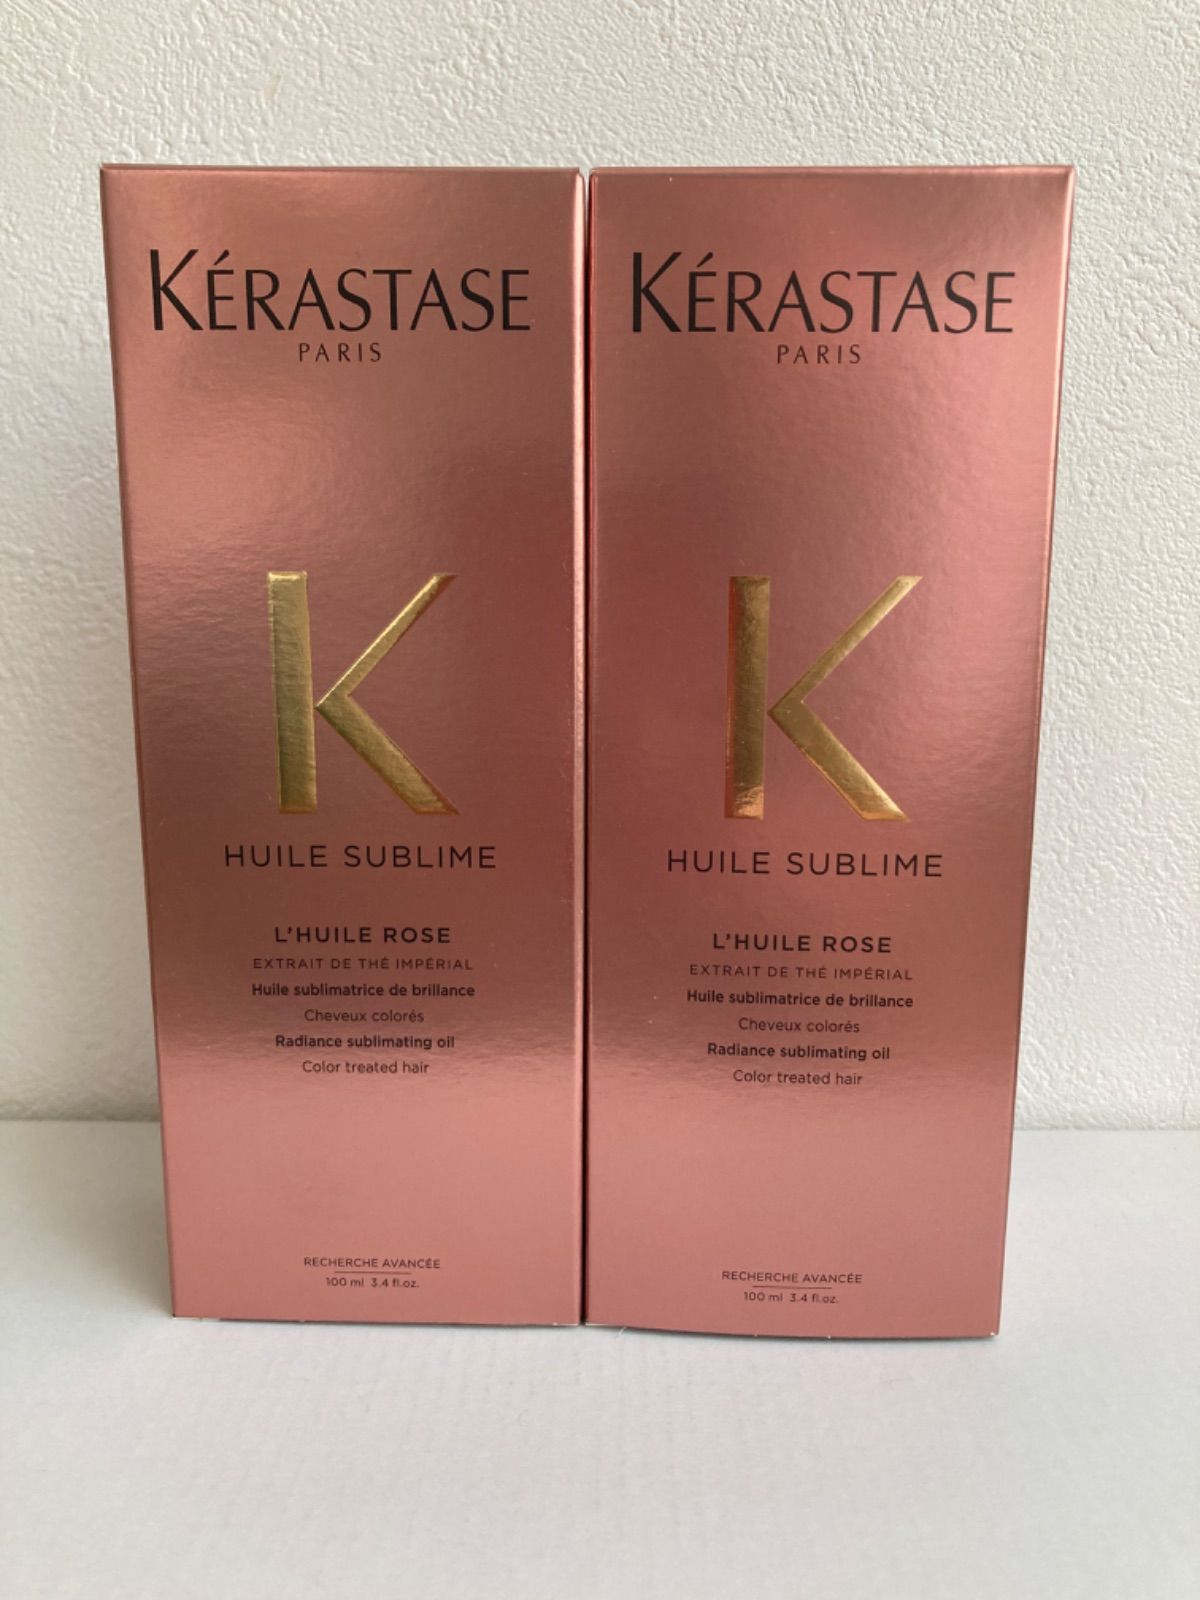 KÉRASTASE
PARIS
K
HUILE SUBLIME
L'HUILE ROSE
EXTRAIT DE THÉ IMPÉRIAL
Huile sublimatrice de brillance
Cheveux colorés
Radiance sublimating oil
Color treated hair
RECHERCHE AVANCÉE
100 ml 3.4 fl.oz.
KÉRASTASE
PARIS
K
HUILE SUBLIME
L'HUILE ROSE
EXTRAIT DE THÉ IMPÉRIAL
Huile sublimatrice de brillance
Cheveux colorés
Radiance sublimating oil
Color treated hair
RECHERCHE AVANCÉE
100 ml 3.4 fl.oz.